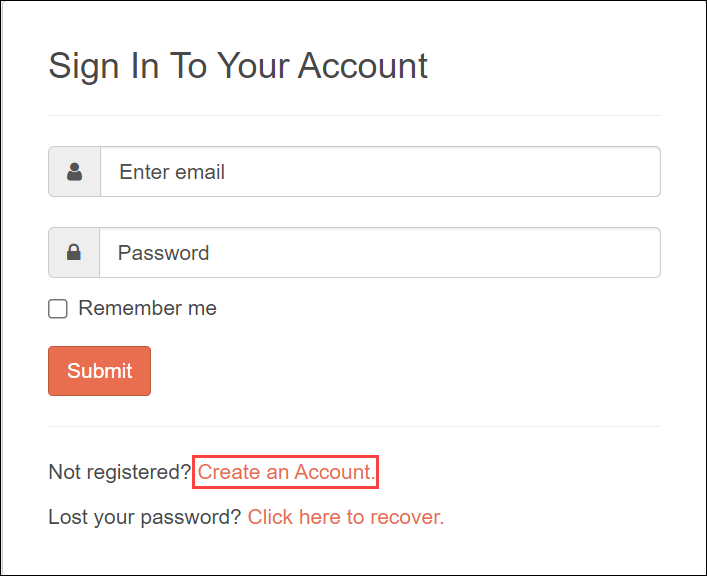 Sign In To Your Account
Enter email
Password
Remember me
Submit
Not registered? Create an Account.
Lost your password? Click here to recover.